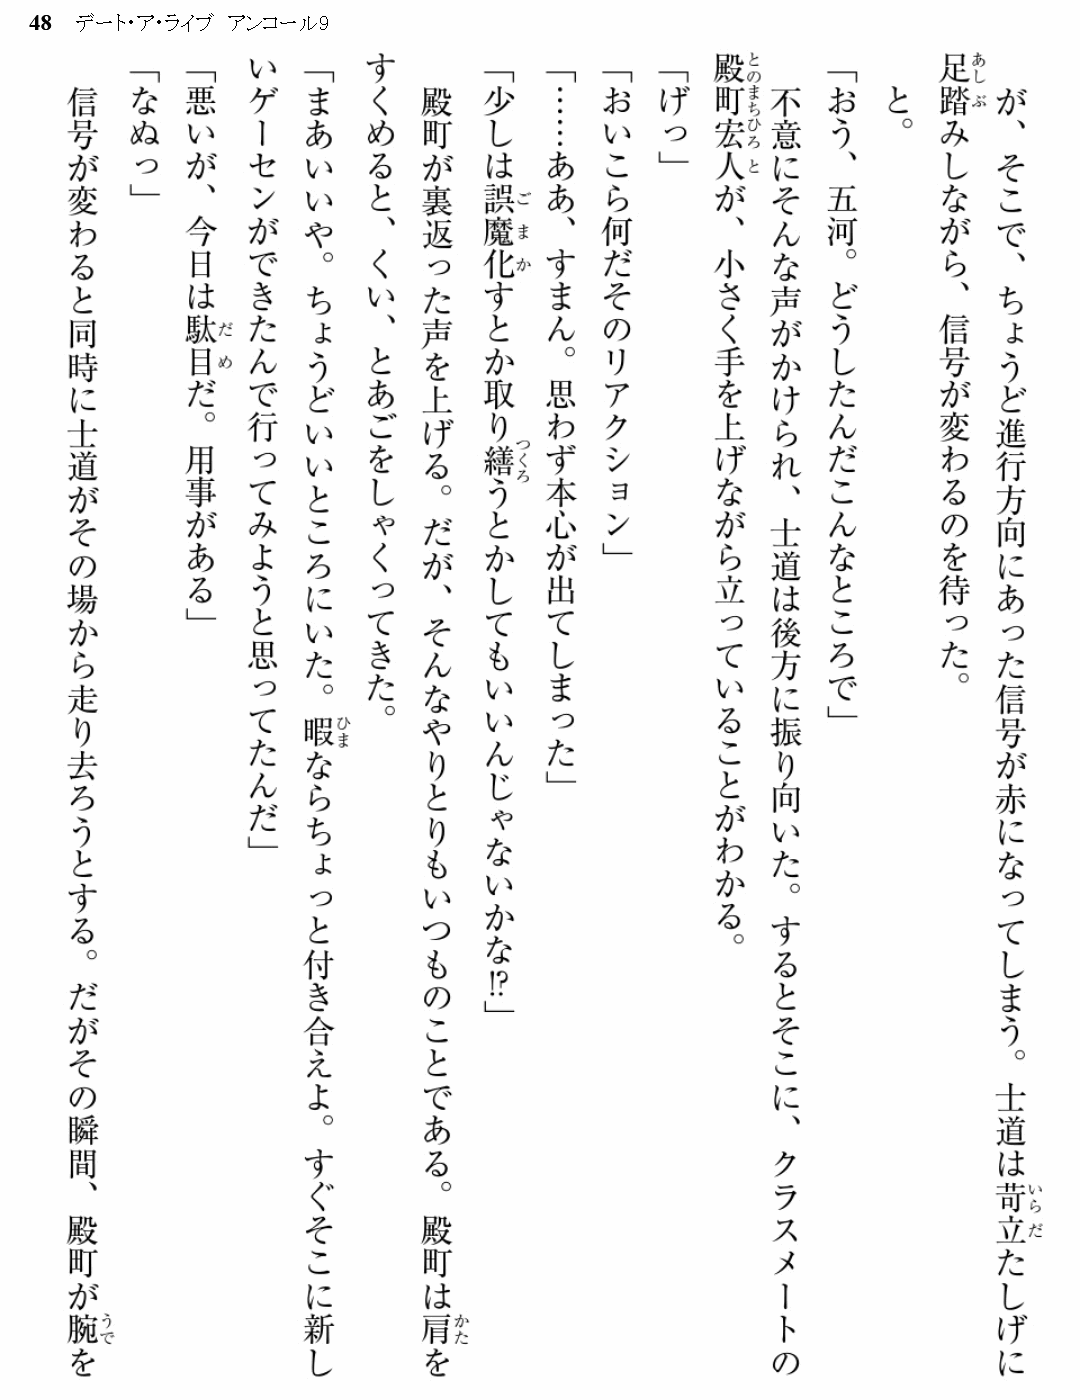 48 デート・ア・ライブ アンコール9
が、そこで、ちょうど進行方向にあった信号が赤になってしまう。士道は苛立たしげに
足踏みしながら、信号が変わるのを待った。
と。
「おう、五河。どうしたんだこんなところで」
不意にそんな声がかけられ、士道は後方に振り向いた。するとそこに、クラスメートの
殿町宏人が、小さく手を上げながら立っていることがわかる。
「げっ」
「おいこら何だそのリアクション」
「……ああ、すまん。思わず本心が出てしまった」
「少しは誤魔化すとか取り繕うとかしてもいいんじゃないかな!?」
殿町が裏返った声を上げる。だが、そんなやりとりもいつものことである。殿町は肩を
すくめると、くい、とあごをしゃくってきた。
「まあいいや。ちょうどいいところにいた。暇ならちょっと付き合えよ。すぐそこに新し
いゲーセンができたんで行ってみようと思ってたんだ」
「悪いが、今日は駄目だ。用事がある」
「なぬっ」
信号が変わると同時に士道がその場から走り去ろうとする。だがその瞬間、殿町が腕を